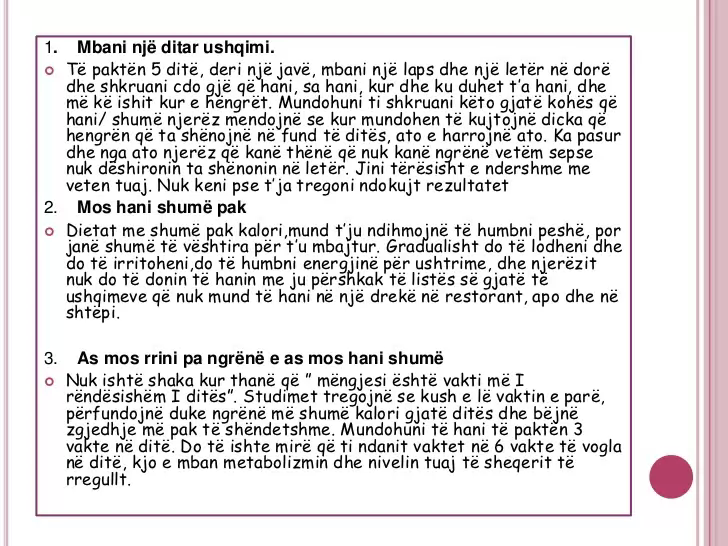 1. Mbani një ditar ushqimi.
Të paktën 5 ditë, deri një javë, mbani një laps dhe një letër në dorë
dhe shkruani cdo gjë që hani, sa hani, kur dhe ku duhet t'a hani, dhe
më kë ishit kur e hëngrët. Mundohuni ti shkruani këto gjatë kohës që
hani/ shumë njerëz mendojnë se kur mundohen të kujtojnë dicka që
hengrën që ta shënojnë në fund të ditës, ato e harrojnë ato. Ka pasur
dhe nga ato njerëz që kanë thënë që nuk kanë ngrënë vetëm sepse
nuk dëshironin ta shënonin në letër. Jini tërësisht e ndershme me
veten tuaj. Nuk keni pse t'ja tregoni ndokujt rezultatet
2. Mos hani shumë pak
Dietat me shumë pak kalori,mund t'ju ndihmojnë të humbni peshë, por
janë shumë të vështira për t'u mbajtur. Gradualisht do të lodheni dhe
do të irritoheni,do të humbni energjinë për ushtrime, dhe njerëzit
nuk do të donin të hanin me ju përshkak të listës së gjatë të
ushqimeve që nuk mund të hani në një drekë në restorant, apo dhe në
shtëpi.
3. As mos rrini pa ngrënë e as mos hani shumë
Nuk ishtë shaka kur thanë që " mëngjesi është vakti më I
rëndësishëm I ditës". Studimet tregojnë se kush e lë vaktin e parë,
përfundojnë duke ngrënë më shumë kalori gjatë ditës dhe bëjnë
zgjedhje më pak të shëndetshme. Mundohuni të hani të paktën 3
vakte në ditë. Do të ishte mirë që ti ndanit vaktet në 6 vakte të vogla
në ditë, kjo e mban metabolizmin dhe nivelin tuaj të sheqerit të
rregullt.